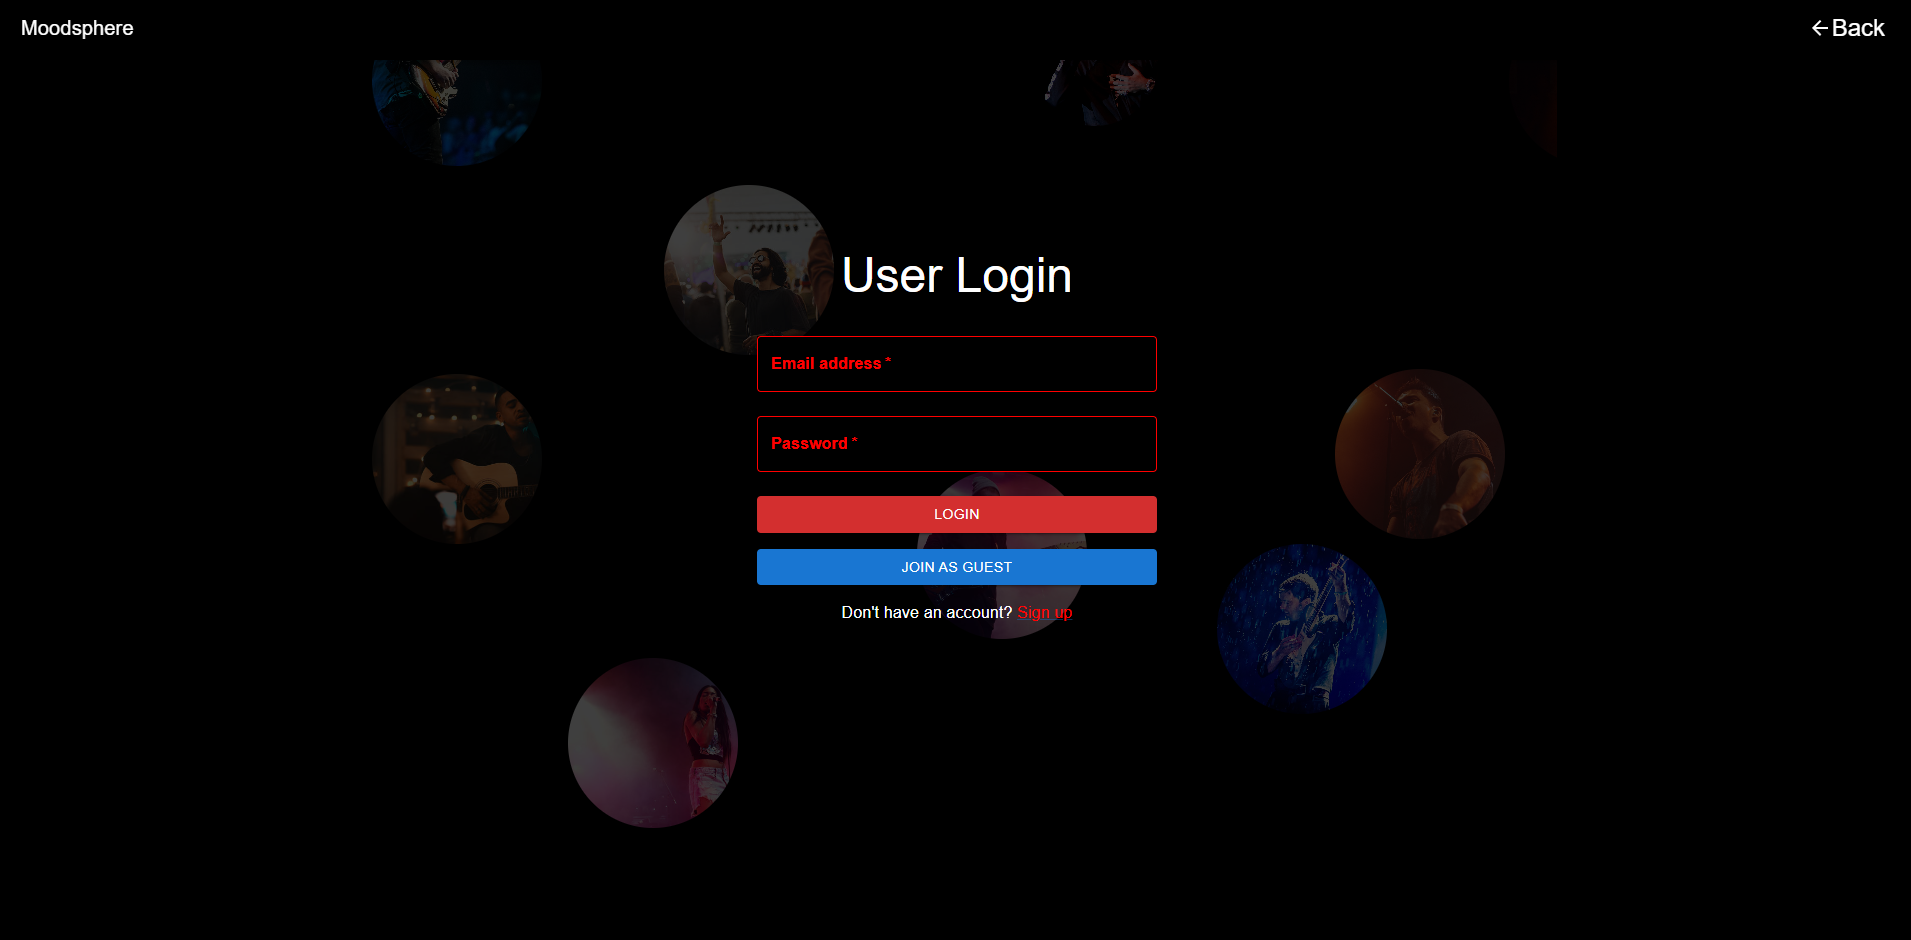 Moodsphere
Back
User Login
Email address *
Password *
LOGIN
JOIN AS GUEST
Don't have an account? Sign up